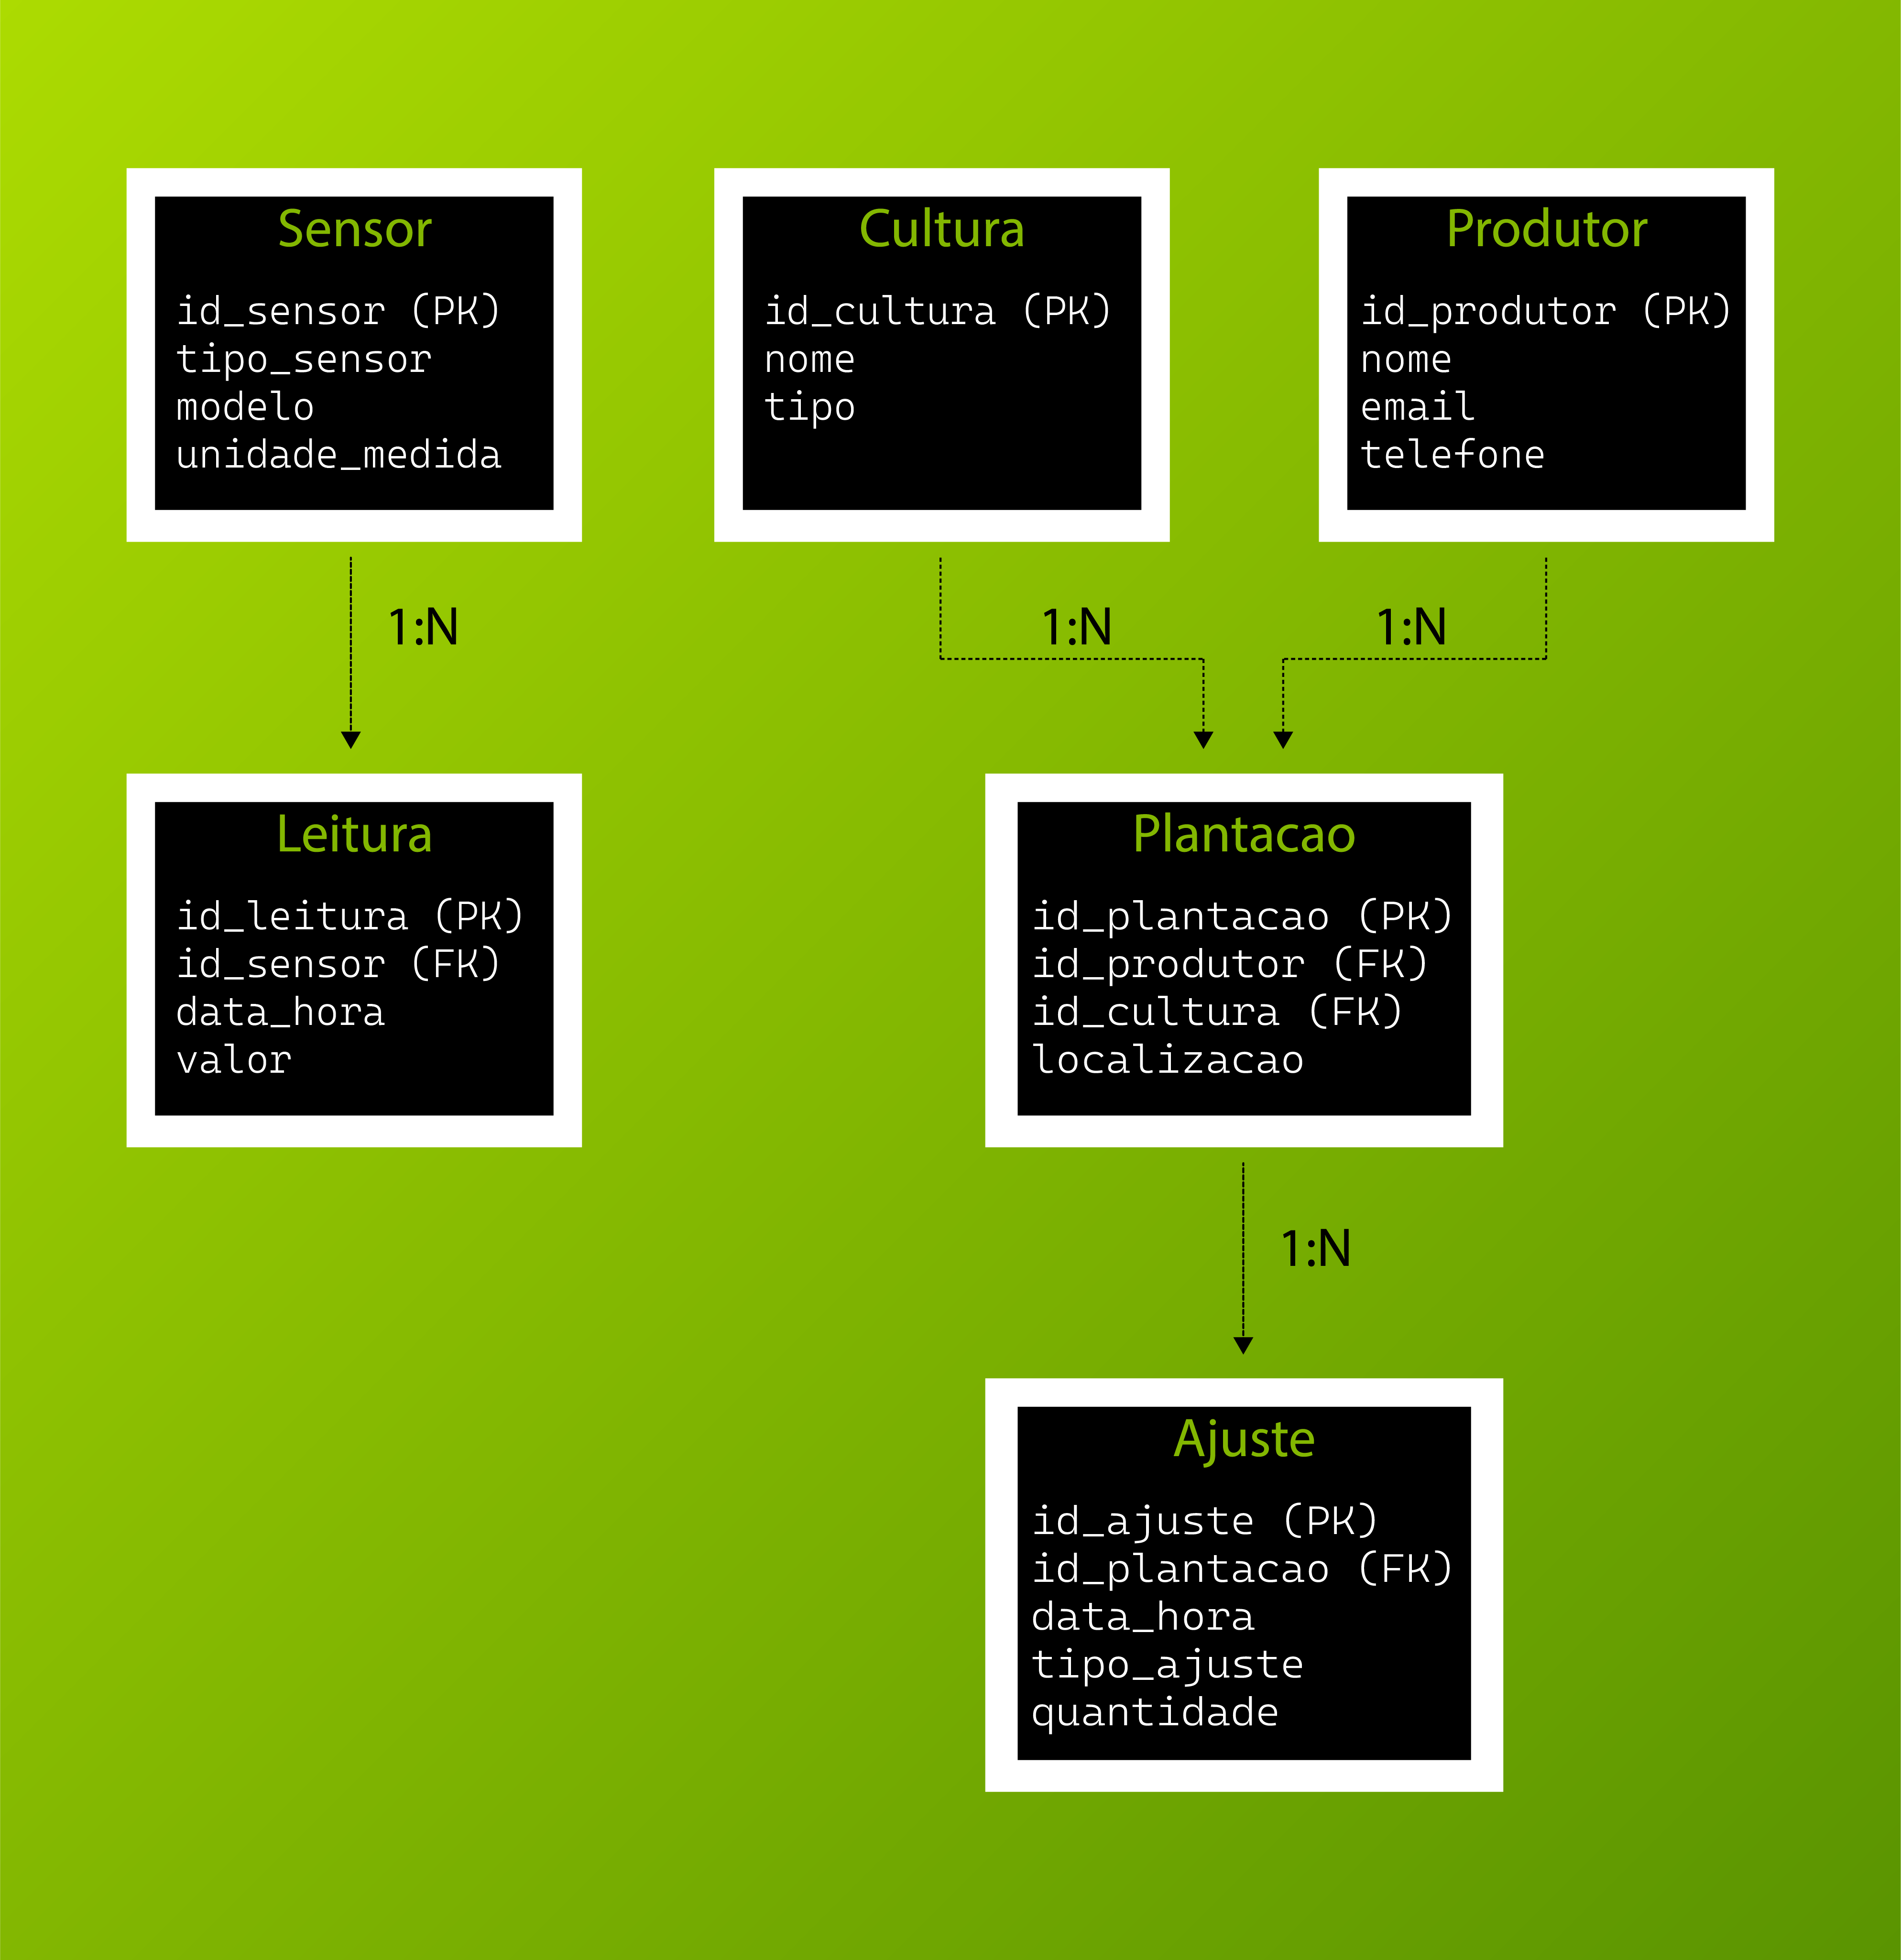 Sensor
id_sensor (PK)
tipo_sensor
modelo
unidade_medida
Cultura
id_cultura (PK)
nome
tipo
Produtor
id_produtor (PK)
nome
email
telefone
1:N
1:N
1:N
Leitura
id_leitura (PK)
id_sensor (FK)
data_hora
valor
Plantacao
id_plantacao (PK)
id_produtor (FK)
id_cultura (FK)
localizacao
1:N
Ajuste
id_ajuste (PK)
id_plantacao (FK)
data_hora
tipo_ajuste
quantidade